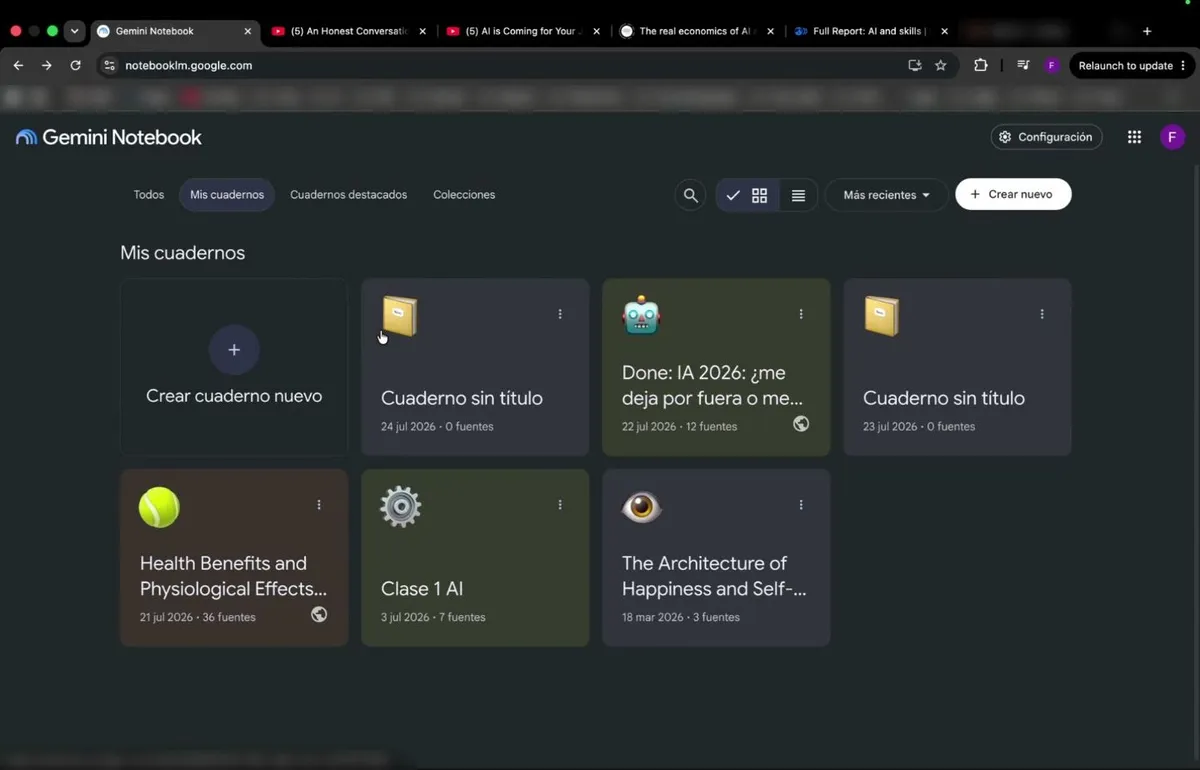 Gemini Notebook
(5) An Honest Conversatio
(5) AI is Coming for Your J
The real economics of AI
Full Report: AI and skills |
notebooklm.google.com
F
Relaunch to update
Gemini Notebook
Configuración
F
Todos
Mis cuadernos
Cuadernos destacados
Colecciones
Más recientes
+ Crear nuevo
Mis cuadernos
Crear cuaderno nuevo
Cuaderno sin título
24 jul 2026 · 0 fuentes
Done: IA 2026: ¿me
deja por fuera o me...
22 jul 2026 · 12 fuentes
Cuaderno sin título
23 jul 2026 · 0 fuentes
Health Benefits and
Physiological Effects...
21 jul 2026 · 36 fuentes
Clase 1 AI
3 jul 2026 · 7 fuentes
The Architecture of
Happiness and Self-...
18 mar 2026 · 3 fuentes